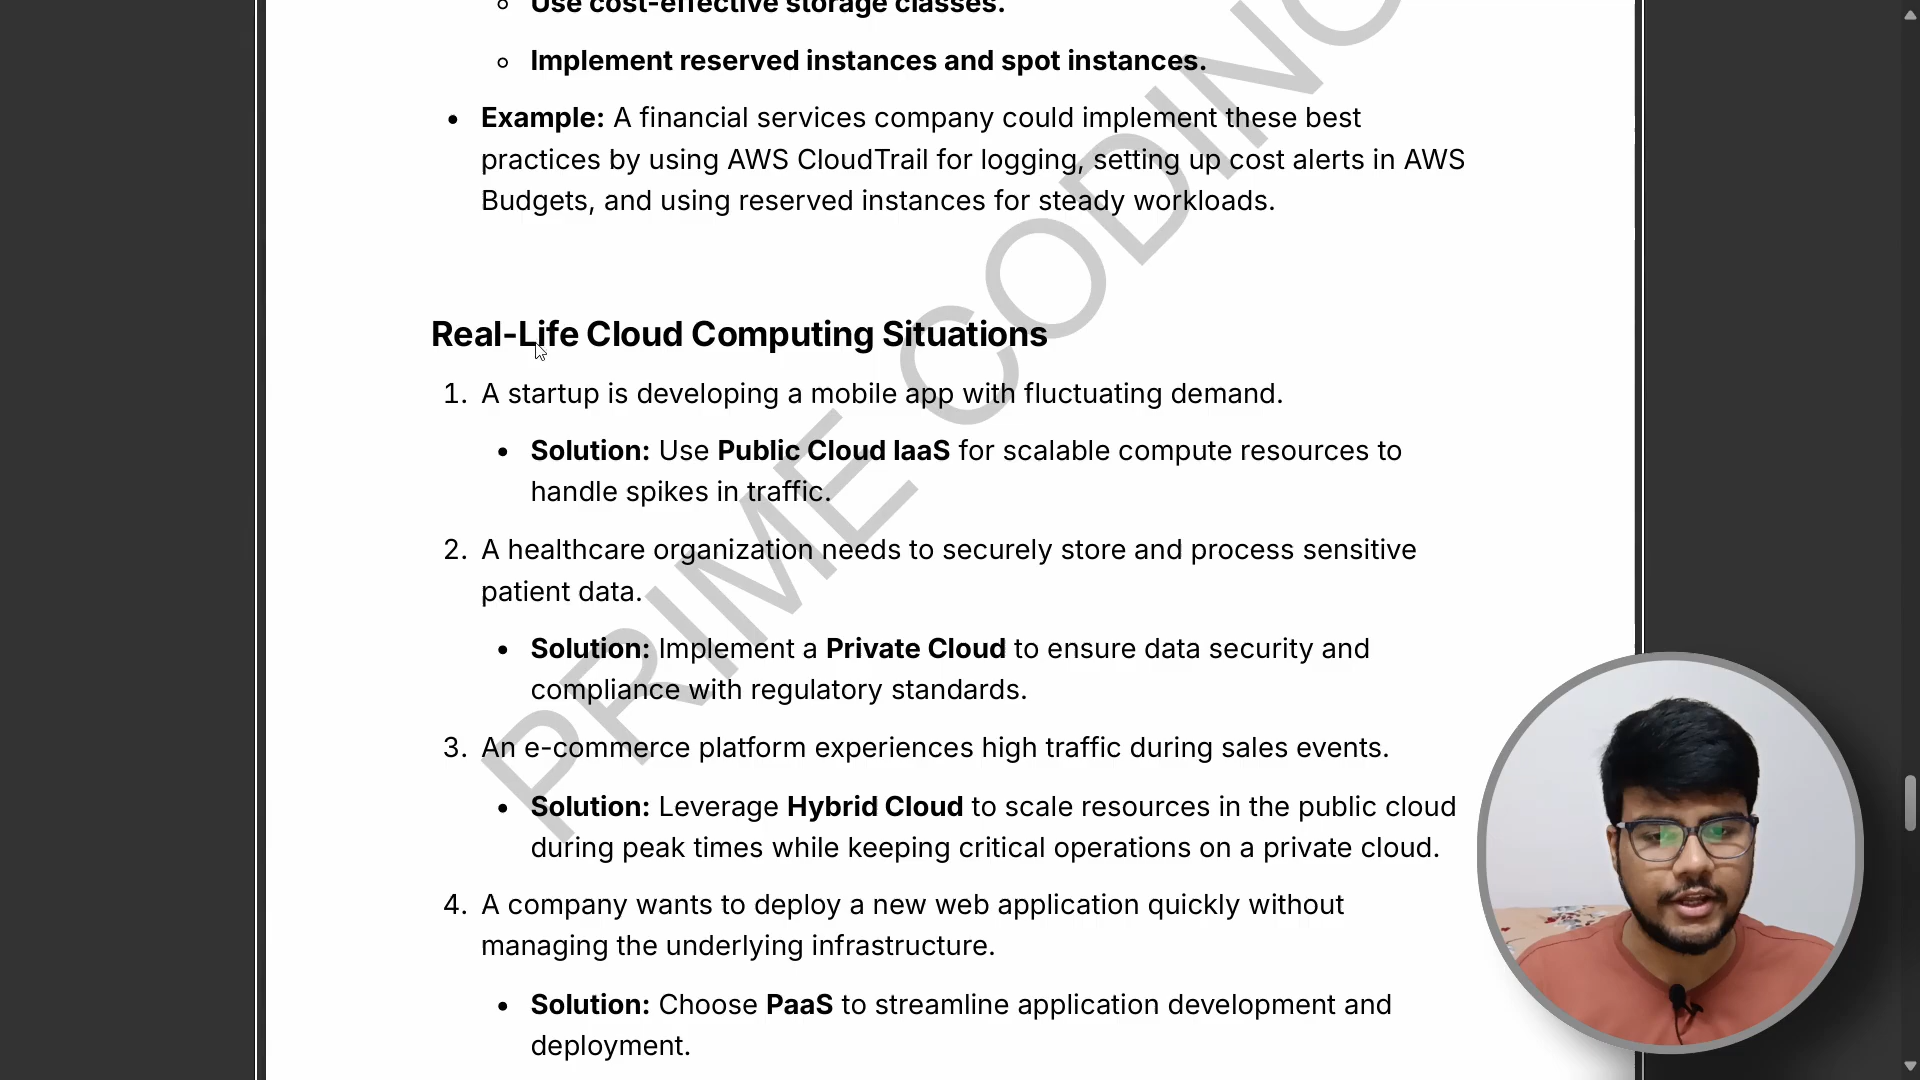 Use cost-effective storage classes.
Implement reserved instances and spot instances.
Example: A financial services company could implement these best
practices by using AWS CloudTrail for logging, setting up cost alerts in AWS
Budgets, and using reserved instances for steady workloads.
Real-Life Cloud Computing Situations
1. A startup is developing a mobile app with fluctuating demand.
Solution: Use Public Cloud IaaS for scalable compute resources to
handle spikes in traffic.
2. A healthcare organization needs to securely store and process sensitive
patient data.
Solution: Implement a Private Cloud to ensure data security and
compliance with regulatory standards.
3. An e-commerce platform experiences high traffic during sales events.
Solution: Leverage Hybrid Cloud to scale resources in the public cloud
during peak times while keeping critical operations on a private cloud.
4. A company wants to deploy a new web application quickly without
managing the underlying infrastructure.
Solution: Choose PaaS to streamline application development and
deployment.
PRIME CODING